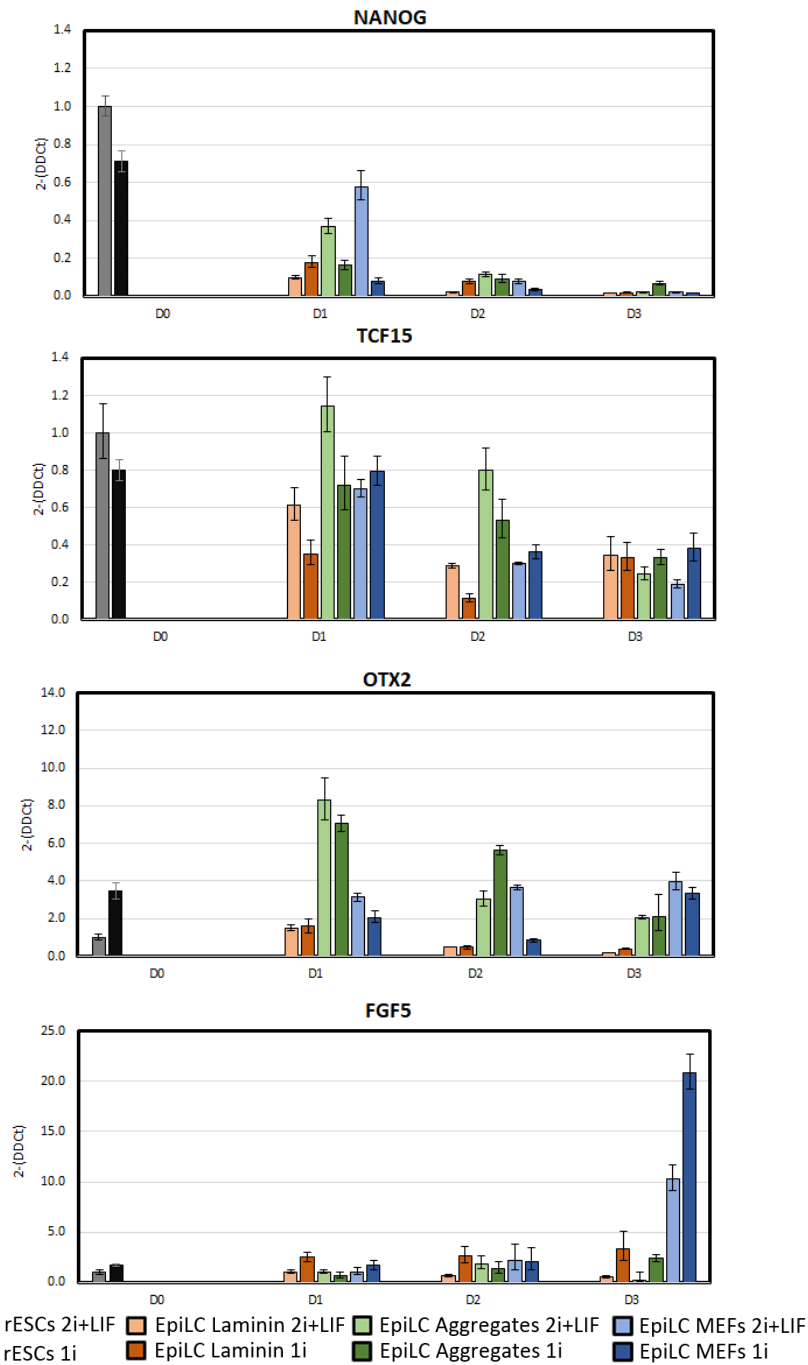 NANOG
1.4
1.2
1.0
0.8
0.6
0.4
0.2
0.0
2-(DDCt)
D0 D1 D2 D3
TCF15
1.4
1.2
1.0
0.8
0.6
0.4
0.2
0.0
2-(DDCt)
D0 D1 D2 D3
OTX2
14.0
12.0
10.0
8.0
6.0
4.0
2.0
0.0
2-(DDCt)
D0 D1 D2 D3
FGF5
25.0
20.0
15.0
10.0
5.0
0.0
2-(DDCt)
D0 D1 D2 D3
rESCs 2i+LIF EpiLC Laminin 2i+LIF EpiLC Aggregates 2i+LIF EpiLC MEFs 2i+LIF
rESCs 1i EpiLC Laminin 1i EpiLC Aggregates 1i EpiLC MEFs 1i